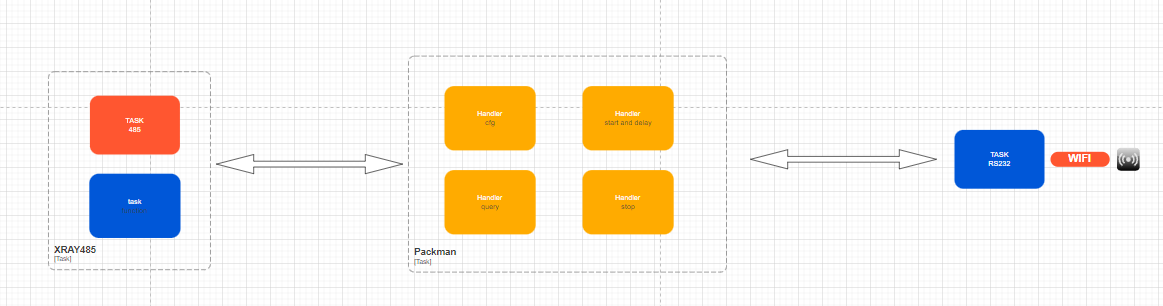 TASK
485
task
handler
XRAY485
[Task]
Handler
cfg
Handler
start and delay
Handler
query
Handler
stop
Packman
[Task]
TASK
RS232
WIFI